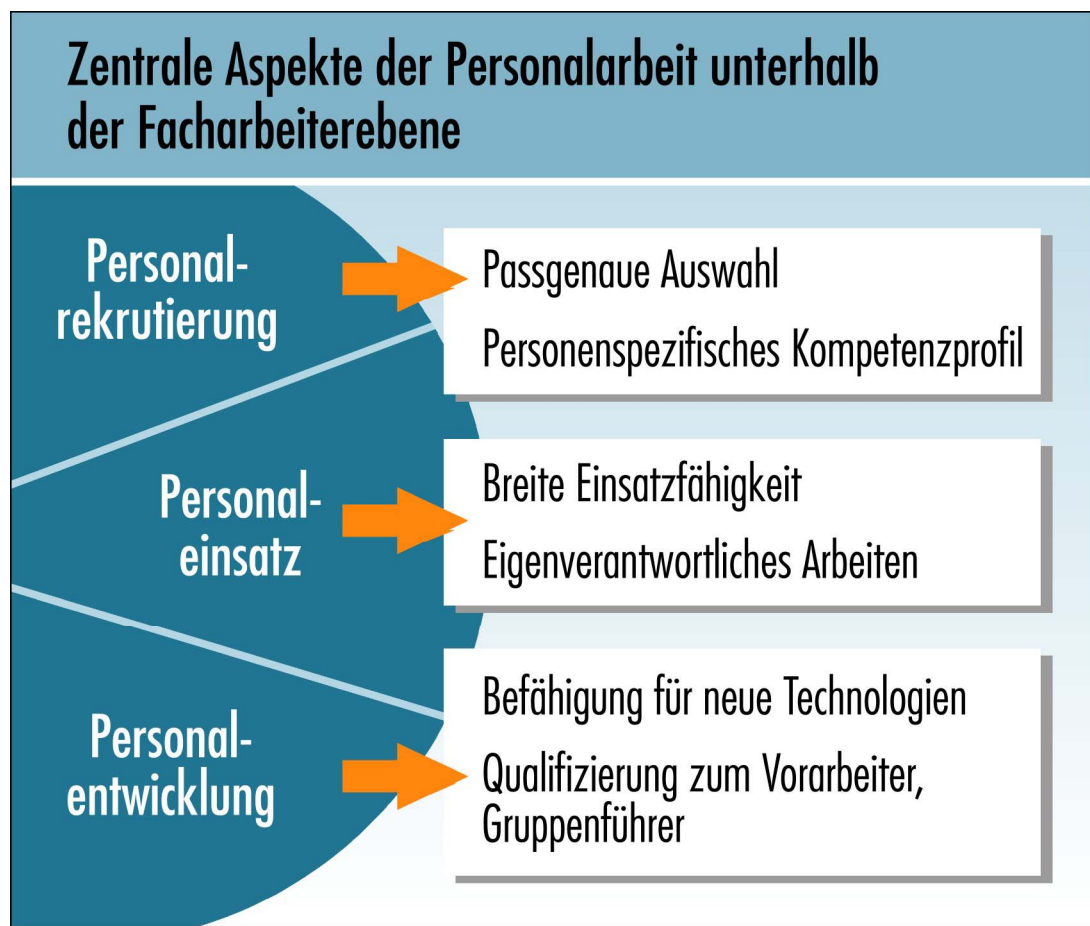 Zentrale Aspekte der Personalarbeit unterhalb
der Facharbeiterebene
Personal-
rekrutierung
Passgenaue Auswahl
Personenspezifisches Kompetenzprofil
Personal-
einsatz
Breite Einsatzfähigkeit
Eigenverantwortliches Arbeiten
Personal-
entwicklung
Befähigung für neue Technologien
Qualifizierung zum Vorarbeiter,
Gruppenführer